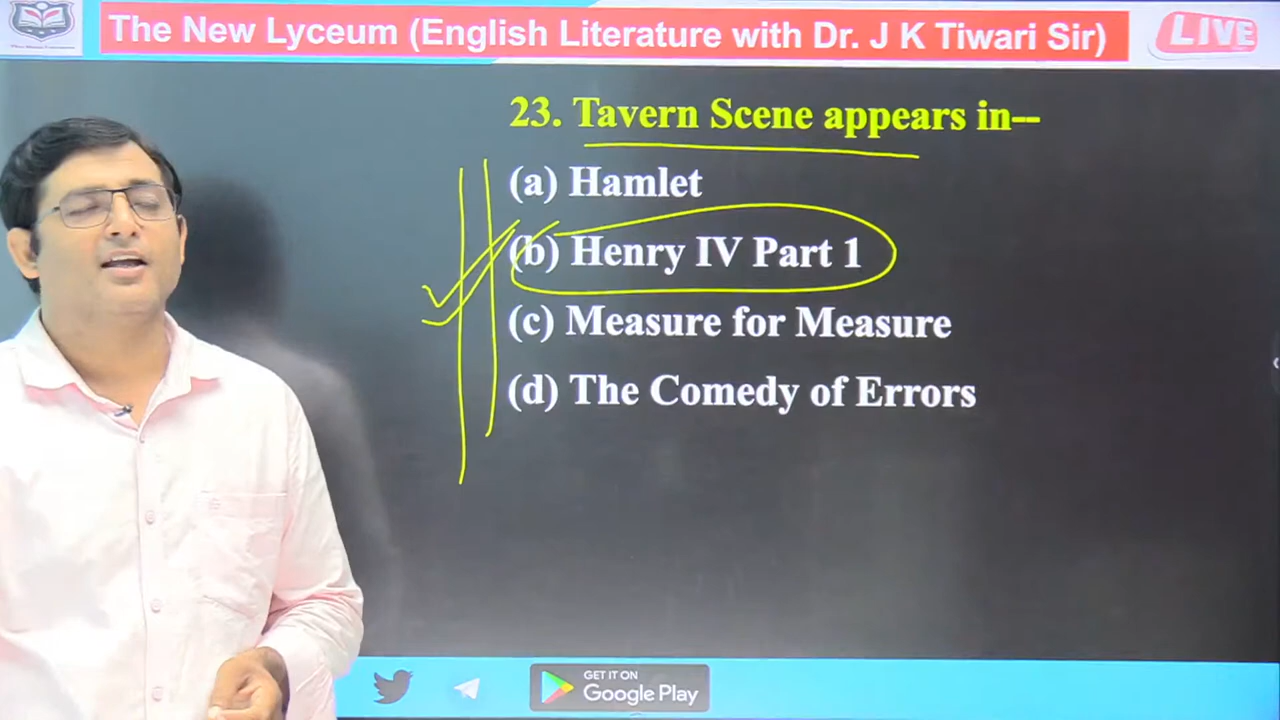 The New Lyceum (English Literature with Dr. J K Tiwari Sir)
LIVE
23. Tavern Scene appears in--
(a) Hamlet
(b) Henry IV Part 1
(c) Measure for Measure
(d) The Comedy of Errors
GET IT ON
Google Play